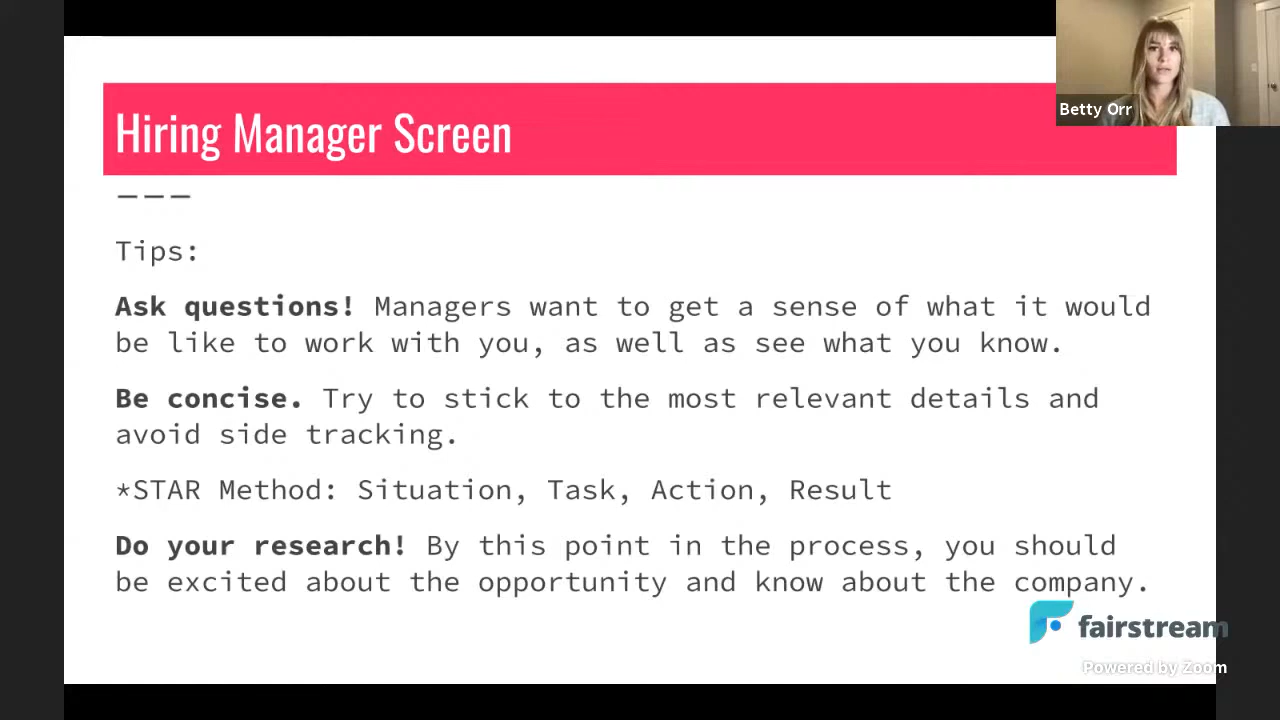 Betty Orr
Hiring Manager Screen
Tips:
Ask questions! Managers want to get a sense of what it would
be like to work with you, as well as see what you know.
Be concise. Try to stick to the most relevant details and
avoid side tracking.
*STAR Method: Situation, Task, Action, Result
Do your research! By this point in the process, you should
be excited about the opportunity and know about the company.
fairstream
Powered by Zoom